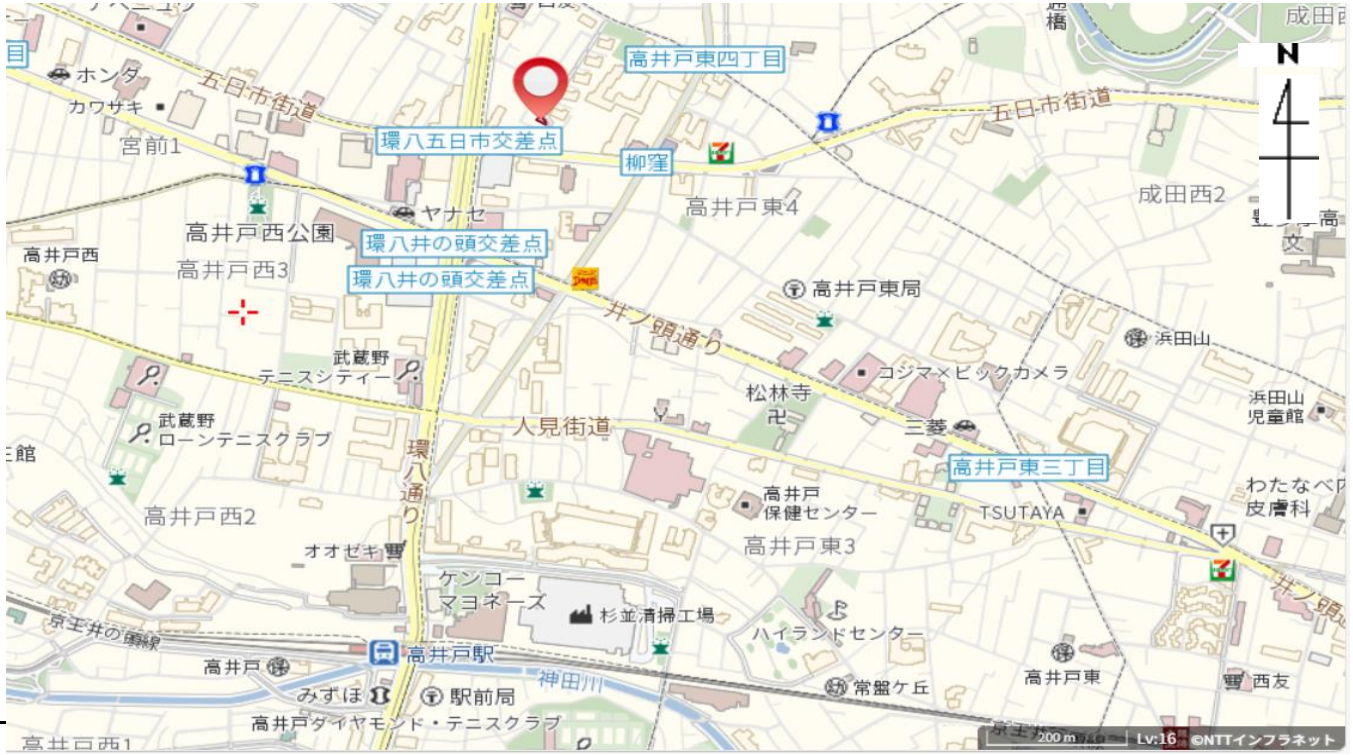 成田西
高井戸東四丁目
N
ホンダ
五日市街道
カワサキ
五日市街道
環八五日市交差点
宮前1
柳窪
成田西2
高井戸東4
ヤナセ
高井戸西公園
環八井の頭交差点
高井戸西
高井戸西3
環八井の頭交差点
高井戸東局
井ノ頭通り
浜田山
武蔵野
テニスシティー
コジマ×ビックカメラ
松林寺
浜田山
児童館
武蔵野
ローンテニスクラブ
人見街道
三菱
館
環八通り
高井戸東三丁目
高井戸
保健センター
TSUTAYA
わたなべ
皮膚科
高井戸西2
高井戸東3
オオゼキ
ケンコー
マヨネーズ
杉並清掃工場
井ノ頭
京王井の頭線
ハイランドセンター
高井戸駅
高井戸
高井戸東
神田川
みずほ
駅前局
常盤ケ丘
西友
高井戸ダイヤモンド・テニスクラブ
高井戸西1
200 m
Lv:16
©NTTインフラネット